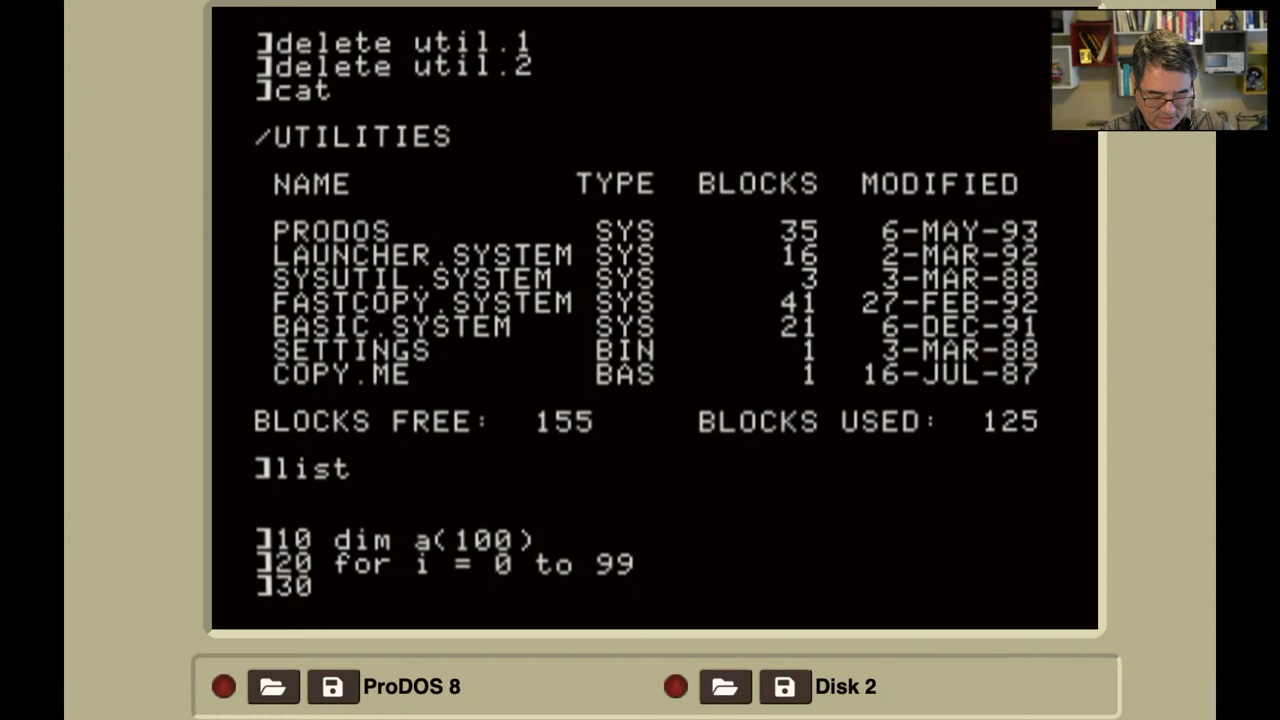 ]delete util.1
]delete util.2
]cat
/UTILITIES
NAME TYPE BLOCKS MODIFIED
PRODOS SYS 35 6-MAY-93
LAUNCHER.SYSTEM SYS 16 2-MAR-92
SYSUTIL.SYSTEM SYS 3 3-MAR-88
FASTCOPY.SYSTEM SYS 41 27-FEB-92
BASIC.SYSTEM SYS 21 6-DEC-91
SETTINGS BIN 1 3-MAR-88
COPY.ME BAS 1 16-JUL-87
BLOCKS FREE: 155 BLOCKS USED: 125
]list
]10 dim a(100)
]20 for i = 0 to 99
]30
ProDOS 8 Disk 2